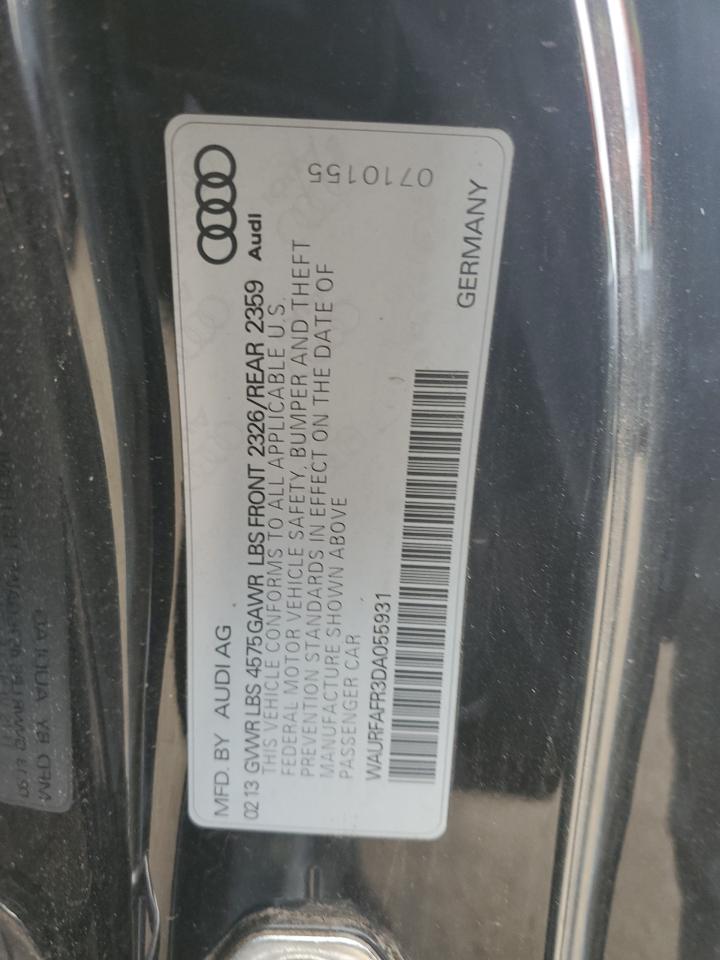 MFD. BY AUDI AG
02 13 GVWR LBS 4575 GAWR LBS FRONT 2326/REAR 2359
Audi
THIS VEHICLE CONFORMS TO ALL APPLICABLE U.S.
FEDERAL MOTOR VEHICLE SAFETY, BUMPER AND THEFT
PREVENTION STANDARDS IN EFFECT ON THE DATE OF
MANUFACTURE SHOWN ABOVE
PASSENGER CAR
0710155
WAURFAFR3DA055931
GERMANY